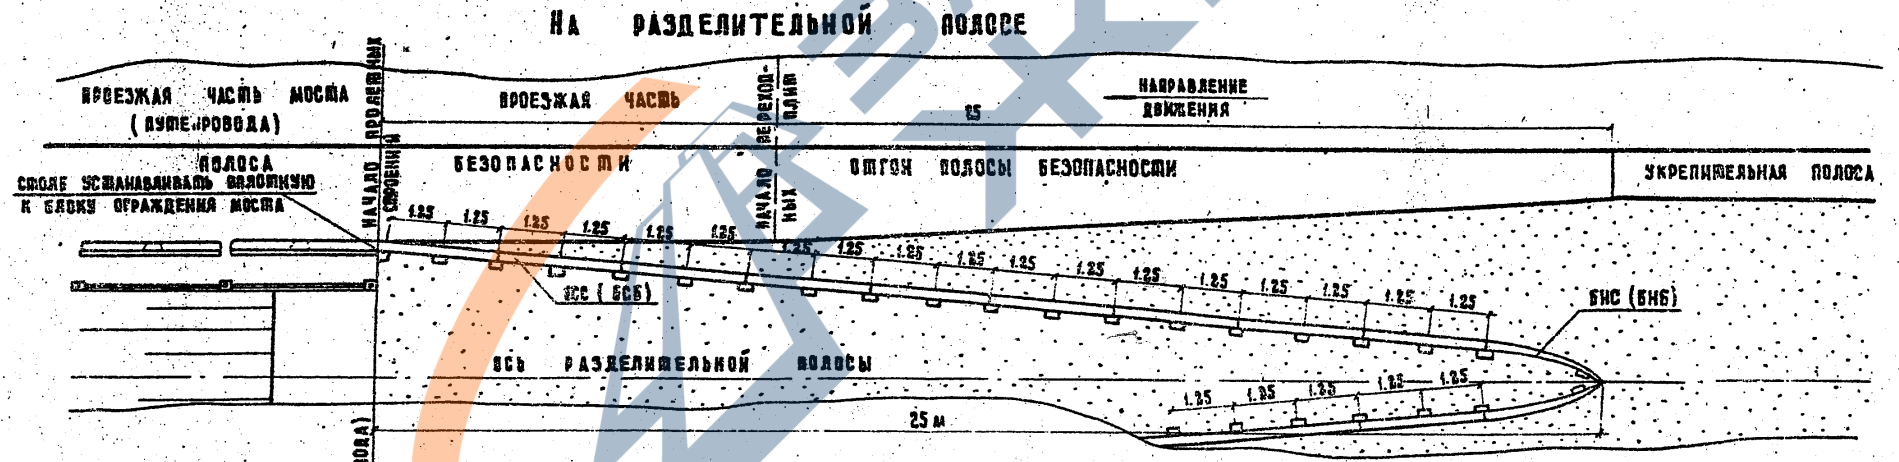 НА РАЗДЕЛИТЕЛЬНОЙ ПОЛОСЕ
ПРОЕЗЖАЯ ЧАСТЬ МОСТА
(ПУТЕПРОВОДА)
НАЧАЛО ПРОЛЕТНЫХ
СТРОЕНИЙ
ПРОЕЗЖАЯ ЧАСТЬ
НАЧАЛО ПЕРЕХОД-
НЫХ ПЛИТ
НАПРАВЛЕНИЕ
ДВИЖЕНИЯ
25
ПОЛОСА БЕЗОПАСНОСТИ
ОТГОН ПОЛОСЫ БЕЗОПАСНОСТИ
УКРЕПИТЕЛЬНАЯ ПОЛОСА
СТОЛБ УСТАНАВЛИВАТЬ ВПЛОТНУЮ
К БЛОКУ ОГРАЖДЕНИЯ МОСТА
1.25 1.25 1.25 1.25 1.25 1.25 1.25 1.25 1.25 1.25 1.25 1.25 1.25 1.25 1.25 1.25 1.25
(БСБ)
БНС (БНБ)
ОСЬ РАЗДЕЛИТЕЛЬНОЙ ПОЛОСЫ
1.25 1.25 1.25 1.25 1.25
25 М
ВОДА)